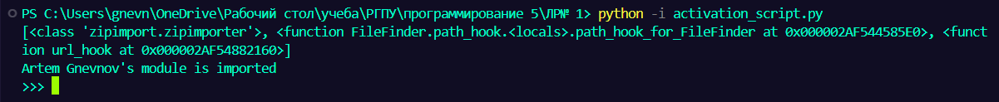 PS C:\Users\gnevn\OneDrive\Рабочий стол\учеба\РГПУ\программирование 5\ЛР№ 1> python -i activation_script.py
[<class 'zipimport.zipimporter'>, <function FileFinder.path_hook.<locals>.path_hook_for_FileFinder at 0x000002AF544585E0>, <funct
ion url_hook at 0x000002AF54882160>]
Artem Gnevnov's module is imported
>>>